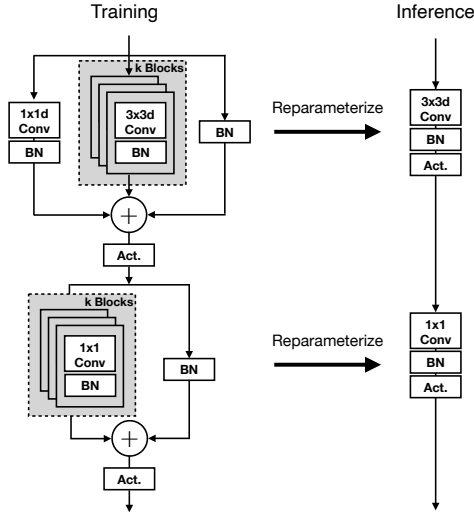 Training
Inference
k Blocks
1x1d
Conv
BN
3x3d
Conv
BN
BN
Reparameterize
3x3d
Conv
BN
Act.
+
Act.
k Blocks
1x1
Conv
BN
BN
Reparameterize
1x1
Conv
BN
Act.
+
Act.